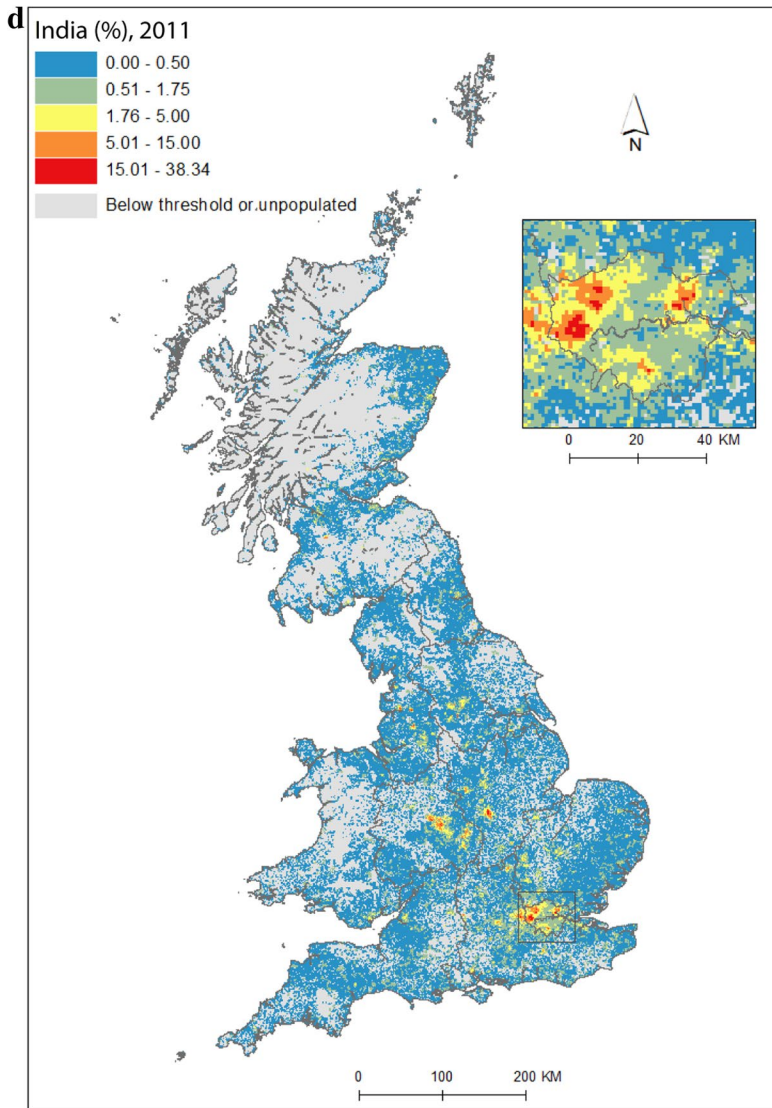 d
India (%), 2011
0.00 - 0.50
0.51 - 1.75
1.76 - 5.00
5.01 - 15.00
15.01 - 38.34
Below threshold or.unpopulated
N
0 20 40 KM
0 100 200 KM